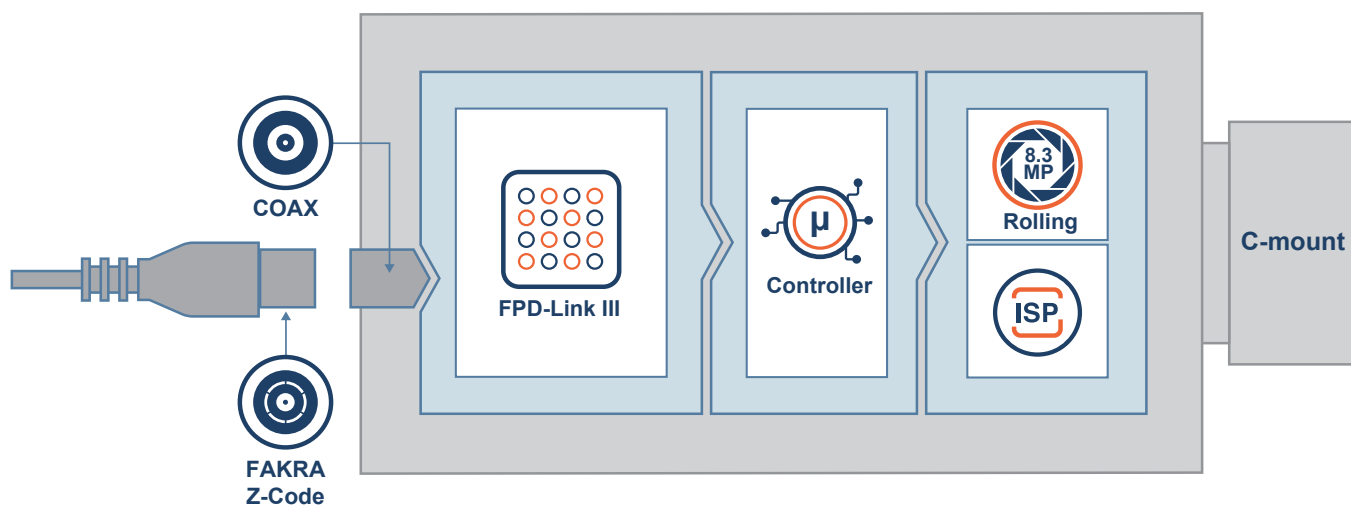 COAX
FAKRA
Z-Code
FPD-Link III
µ
Controller
8.3
MP
Rolling
ISP
C-mount